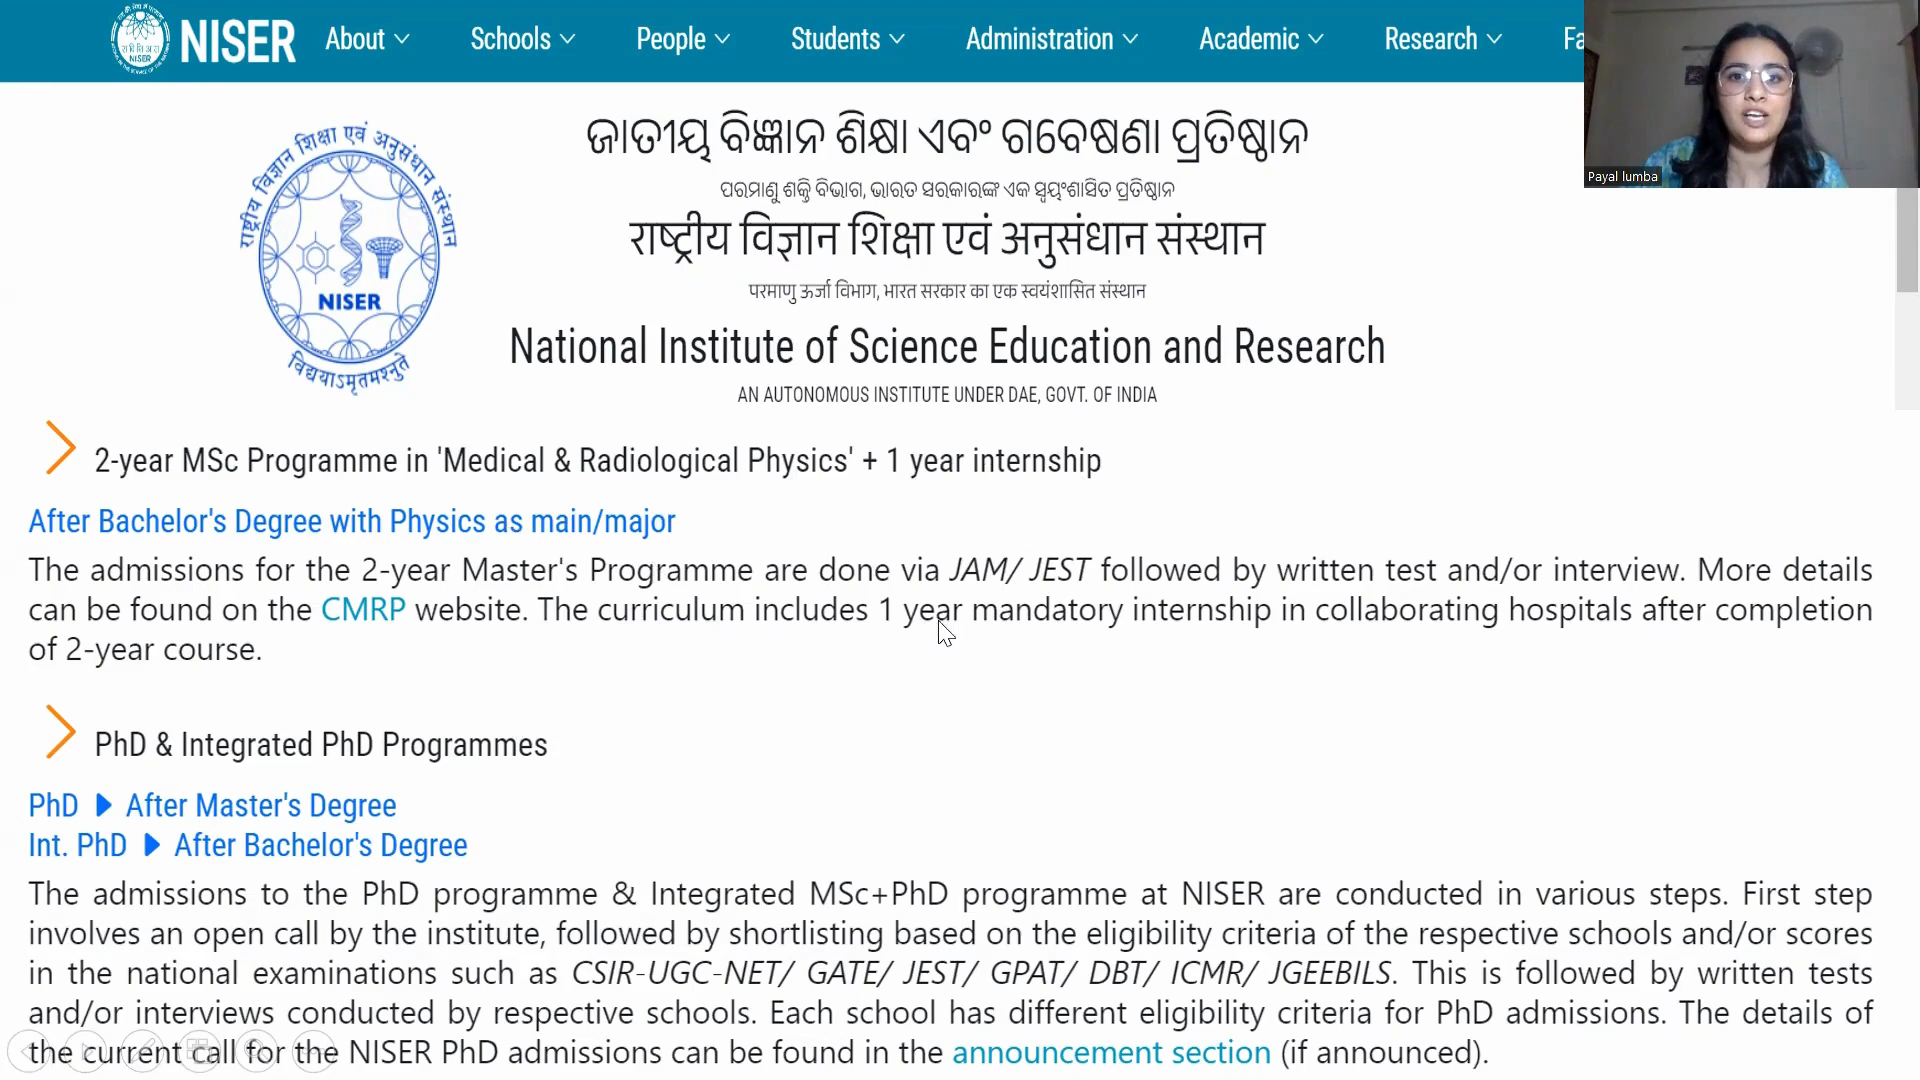 NISER About Schools People Students Administration Academic Research Fa
Payal lumba
ଜାତୀୟ ବିଜ୍ଞାନ ଶିକ୍ଷା ଏବଂ ଗବେଷଣା ପ୍ରତିଷ୍ଠାନ
ପରମାଣୁ ଶକ୍ତି ବିଭାଗ, ଭାରତ ସରକାରଙ୍କ ଏକ ସ୍ୱୟଂଶାସିତ ପ୍ରତିଷ୍ଠାନ
राष्ट्रीय विज्ञान शिक्षा एवं अनुसंधान संस्थान
परमाणु ऊर्जा विभाग, भारत सरकार का एक स्वयंशासित संस्थान
National Institute of Science Education and Research
AN AUTONOMOUS INSTITUTE UNDER DAE, GOVT. OF INDIA
राष्ट्रीय विज्ञान शिक्षा एवं अनुसंधान संस्थान
NISER
विद्ययाऽमृतमश्नुते
2-year MSc Programme in 'Medical & Radiological Physics' + 1 year internship
After Bachelor's Degree with Physics as main/major
The admissions for the 2-year Master's Programme are done via JAM/ JEST followed by written test and/or interview. More details
can be found on the CMRP website. The curriculum includes 1 year mandatory internship in collaborating hospitals after completion
of 2-year course.
PhD & Integrated PhD Programmes
PhD After Master's Degree
Int. PhD After Bachelor's Degree
The admissions to the PhD programme & Integrated MSc+PhD programme at NISER are conducted in various steps. First step
involves an open call by the institute, followed by shortlisting based on the eligibility criteria of the respective schools and/or scores
in the national examinations such as CSIR-UGC-NET/ GATE/ JEST/ GPAT/ DBT/ ICMR/ JGEEBILS. This is followed by written tests
and/or interviews conducted by respective schools. Each school has different eligibility criteria for PhD admissions. The details of
the current call for the NISER PhD admissions can be found in the announcement section (if announced).